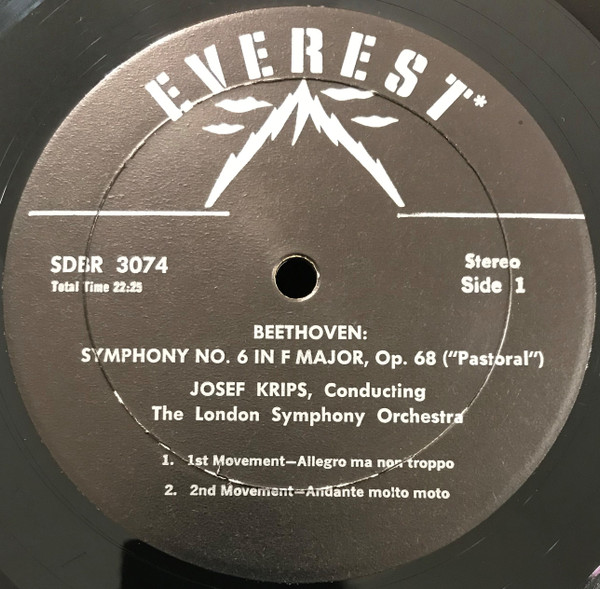 EVEREST*
SDBR 3074
Total Time 22:25
Stereo
Side 1
BEETHOVEN:
SYMPHONY NO. 6 IN F MAJOR, Op. 68 ("Pastoral")
JOSEF KRIPS, Conducting
The London Symphony Orchestra
1. 1st Movement—Allegro ma non troppo
2. 2nd Movement—Andante molto moto